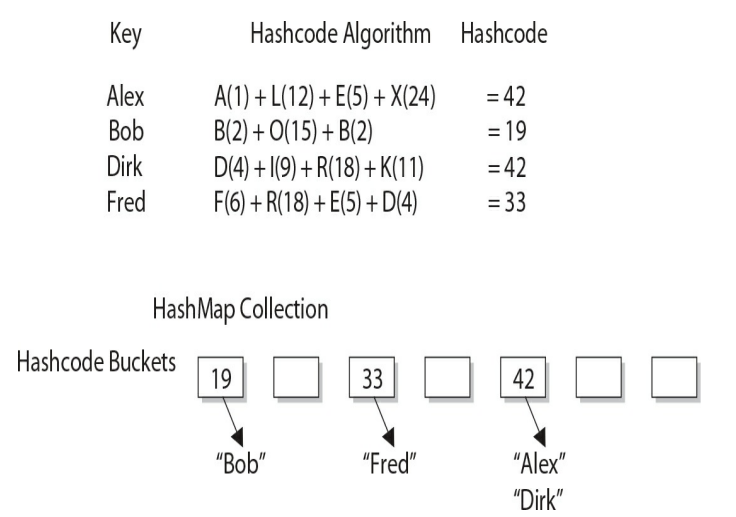 Key Hashcode Algorithm Hashcode
Alex A(1) + L(12) + E(5) + X(24) = 42
Bob B(2) + O(15) + B(2) = 19
Dirk D(4) + I(9) + R(18) + K(11) = 42
Fred F(6) + R(18) + E(5) + D(4) = 33
HashMap Collection
Hashcode Buckets 19 33 42
“Bob” “Fred” “Alex”
“Dirk”